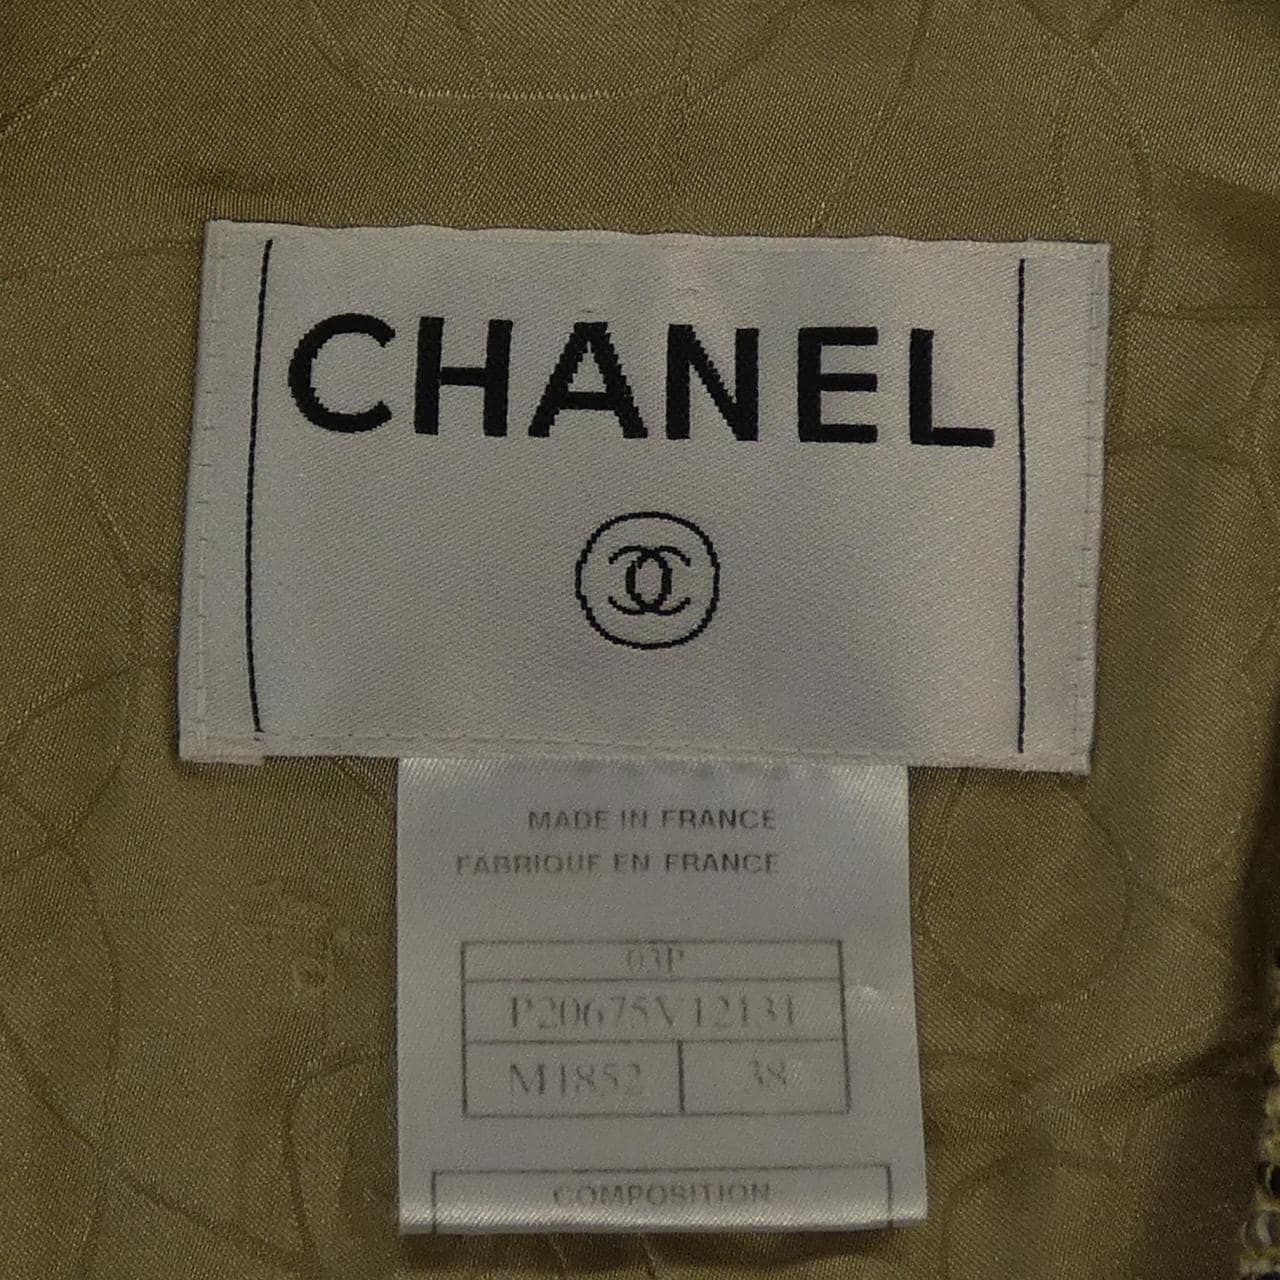 CHANEL
MADE IN FRANCE
FABRIQUE EN FRANCE
03P
P20675V12131
M1852 38
COMPOSITION